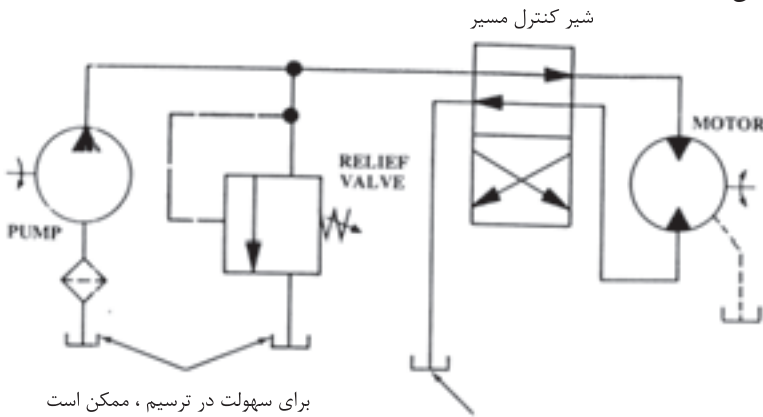 شیر کنترل مسیر
MOTOR
RELIEF
VALVE
PUMP
برای سهولت در ترسیم ، ممکن است